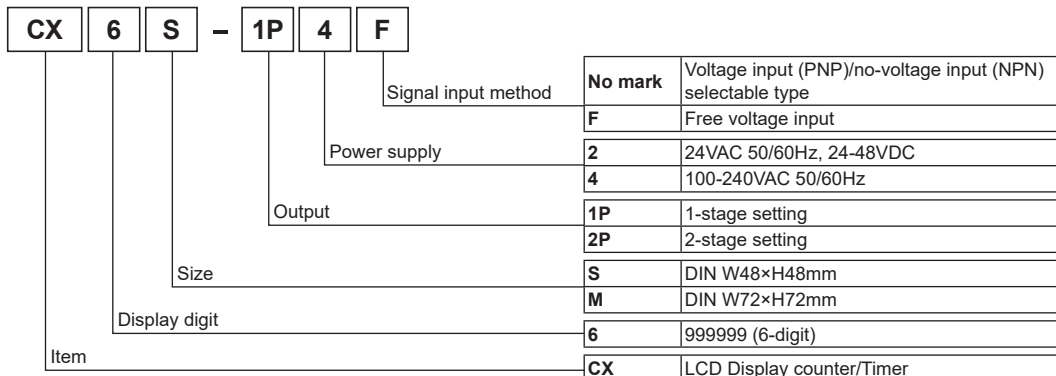 CX 6 S – 1P 4 F
Signal input method
No mark Voltage input (PNP)/no-voltage input (NPN)
selectable type
F Free voltage input
Power supply
2 24VAC 50/60Hz, 24-48VDC
4 100-240VAC 50/60Hz
Output
1P 1-stage setting
2P 2-stage setting
Size
S DIN W48×H48mm
M DIN W72×H72mm
Display digit
6 999999 (6-digit)
Item
CX LCD Display counter/Timer